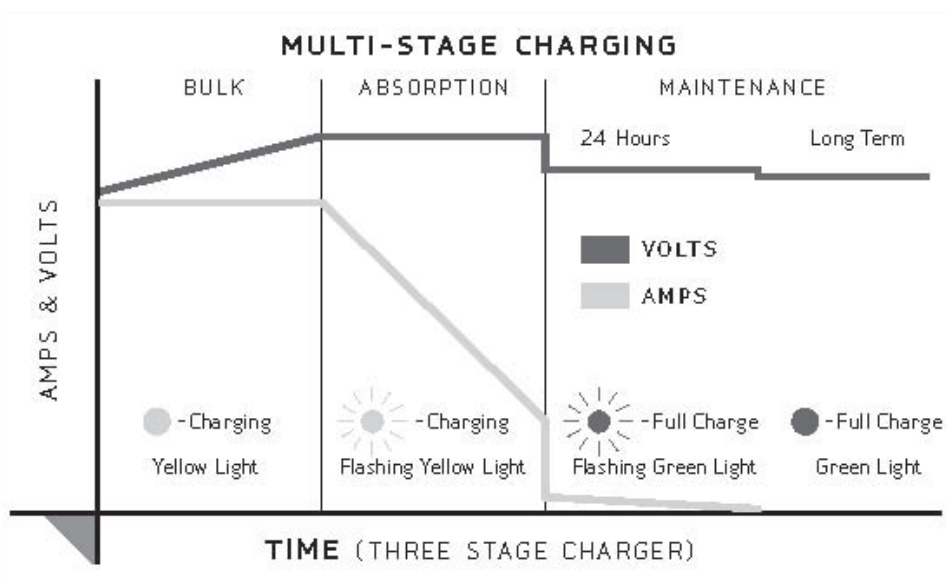 MULTI-STAGE CHARGING
BULK
ABSORPTION
MAINTENANCE
24 Hours
Long Term
AMPS & VOLTS
VOLTS
AMPS
-Charging
Yellow Light
-Charging
Flashing Yellow Light
-Full Charge
Flashing Green Light
-Full Charge
Green Light
TIME (THREE STAGE CHARGER)